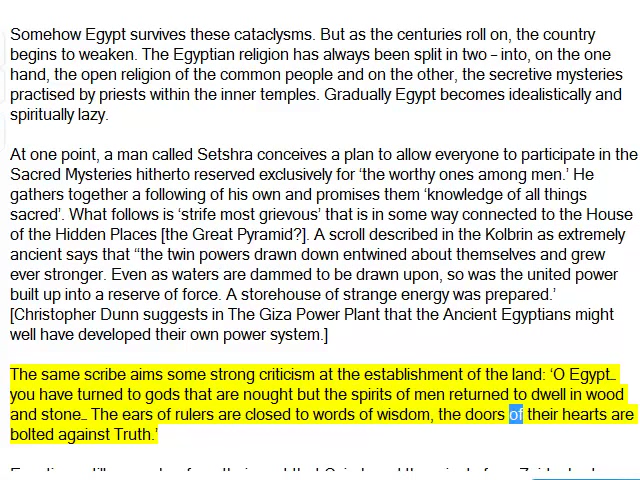 Somehow Egypt survives these cataclysms. But as the centuries roll on, the country
begins to weaken. The Egyptian religion has always been split in two – into, on the one
hand, the open religion of the common people and on the other, the secretive mysteries
practised by priests within the inner temples. Gradually Egypt becomes idealistically and
spiritually lazy.
At one point, a man called Setshra conceives a plan to allow everyone to participate in the
Sacred Mysteries hitherto reserved exclusively for ‘the worthy ones among men.’ He
gathers together a following of his own and promises them ‘knowledge of all things
sacred’. What follows is ‘strife most grievous’ that is in some way connected to the House
of the Hidden Places [the Great Pyramid?]. A scroll described in the Kolbrin as extremely
ancient says that “the twin powers drawn down entwined about themselves and grew
ever stronger. Even as waters are dammed to be drawn upon, so was the united power
built up into a reserve of force. A storehouse of strange energy was prepared.’
[Christopher Dunn suggests in The Giza Power Plant that the Ancient Egyptians might
well have developed their own power system.]
The same scribe aims some strong criticism at the establishment of the land: ‘O Egypt…
you have turned to gods that are nought but the spirits of men returned to dwell in wood
and stone… The ears of rulers are closed to words of wisdom, the doors of their hearts are
bolted against Truth.’